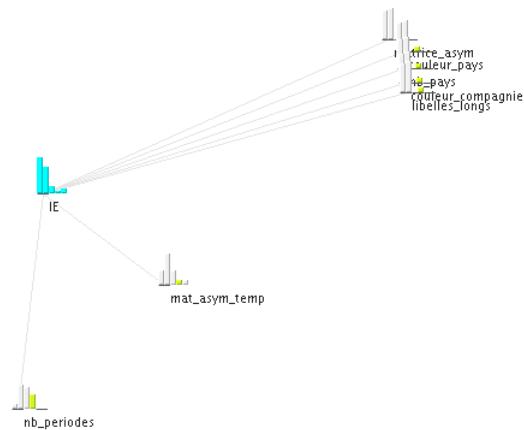 couleur_pays
couleur_compagnie
libelles_longs
IE
mat_asym_temp
nb_periodes